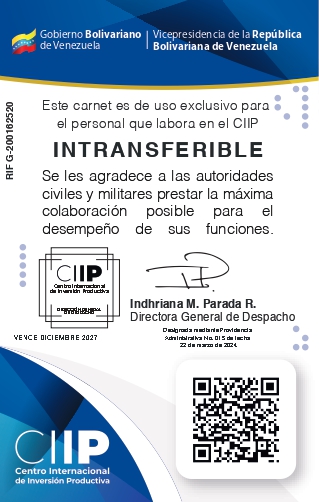 Gobierno Bolivariano
de Venezuela
Vicepresidencia de la República
Bolivariana de Venezuela
RIF G-200162520
Este carnet es de uso exclusivo para
el personal que labora en el CIIP
INTRANSFERIBLE
Se les agradece a las autoridades
civiles y militares prestar la máxima
colaboración posible para el
desempeño de sus funciones.
CIIP
Centro Internacional
de Inversión Productiva
Indhriana M. Parada R.
Directora General de Despacho
Designada mediante Providencia
Administrativa No. 015 de fecha
22 de marzo de 2024.
VENCE DICIEMBRE 2027
CIIP
Centro Internacional
de Inversión Productiva